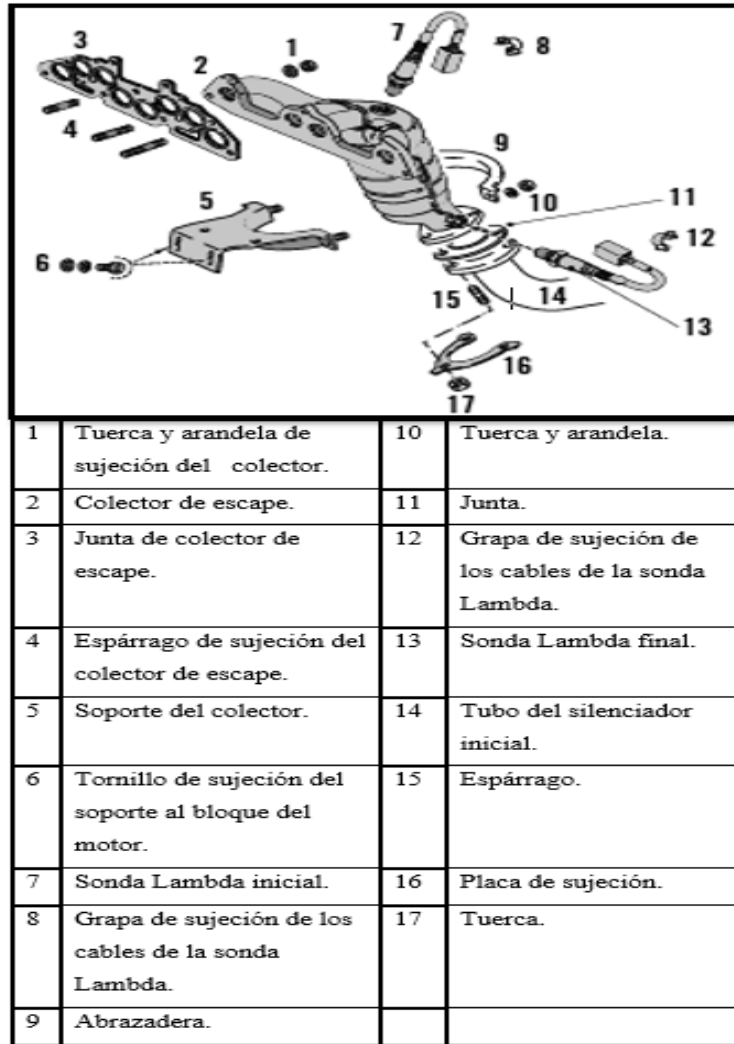 3
1
7
8
2
4
9
5
10
11
12
6
15
14
13
16
17
1 Tuerca y arandela de sujeción del colector. 10 Tuerca y arandela.
2 Colector de escape. 11 Junta.
3 Junta de colector de escape. 12 Grapa de sujeción de los cables de la sonda Lambda.
4 Espárrago de sujeción del colector de escape. 13 Sonda Lambda final.
5 Soporte del colector. 14 Tubo del silenciador inicial.
6 Tornillo de sujeción del soporte al bloque del motor. 15 Espárrago.
7 Sonda Lambda inicial. 16 Placa de sujeción.
8 Grapa de sujeción de los cables de la sonda Lambda. 17 Tuerca.
9 Abrazadera.